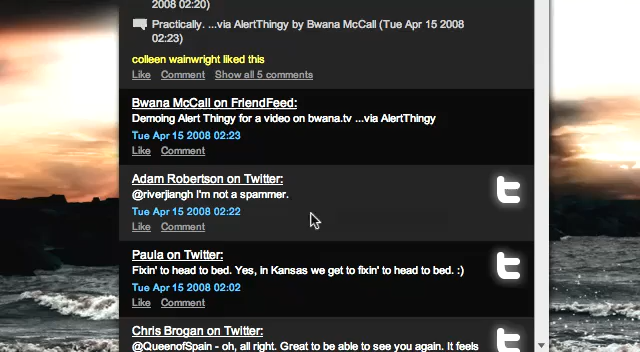 2008 02:20)
Practically. ...via AlertThingy by Bwana McCall (Tue Apr 15 2008
02:23)
colleen wainwright liked this
Like Comment Show all 5 comments
Bwana McCall on FriendFeed:
Demoing Alert Thingy for a video on bwana.tv ...via AlertThingy
Tue Apr 15 2008 02:23
Like Comment
Adam Robertson on Twitter:
@riverjiangh I'm not a spammer.
Tue Apr 15 2008 02:22
Like Comment
Paula on Twitter:
Fixin' to head to bed. Yes, in Kansas we get to fixin' to head to bed. :)
Tue Apr 15 2008 02:02
Like Comment
Chris Brogan on Twitter:
@QueenofSpain - oh, all right. Great to be able to see you again. It feels